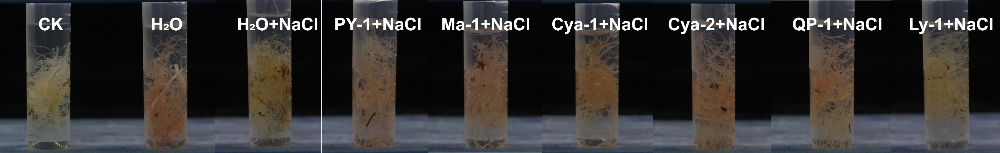 CK
H₂O
H₂O+NaCl
PY-1+NaCl
Ma-1+NaCl
Cya-1+NaCl
Cya-2+NaCl
QP-1+NaCl
Ly-1+NaCl